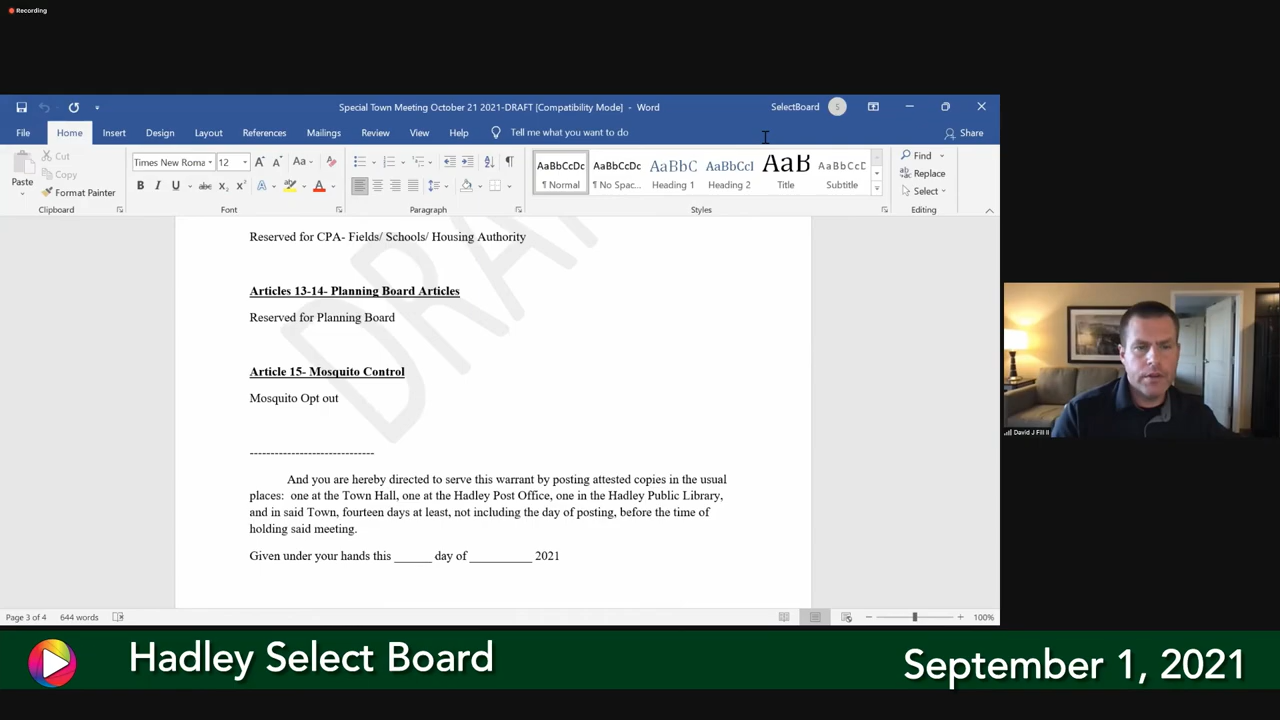 Recording
Special Town Meeting October 21 2021-DRAFT [Compatibility Mode] - Word
SelectBoard
S
File Home Insert Design Layout References Mailings Review View Help Tell me what you want to do
Share
Paste
Cut
Copy
Format Painter
Clipboard
Times New Roma 12
Font
Paragraph
AaBbCcDc AaBbCcDc AaBbC AaBbCcl AaB AaBbCcD
¶ Normal ¶ No Spac... Heading 1 Heading 2 Title Subtitle
Styles
Find
Replace
Select
Editing
DRAFT
Reserved for CPA- Fields/ Schools/ Housing Authority
Articles 13-14- Planning Board Articles
Reserved for Planning Board
Article 15- Mosquito Control
Mosquito Opt out
-----------------------------
And you are hereby directed to serve this warrant by posting attested copies in the usual
places: one at the Town Hall, one at the Hadley Post Office, one in the Hadley Public Library,
and in said Town, fourteen days at least, not including the day of posting, before the time of
holding said meeting.
Given under your hands this ______ day of __________ 2021
Page 3 of 4 644 words
100%
David J Fill II
Hadley Select Board
September 1, 2021